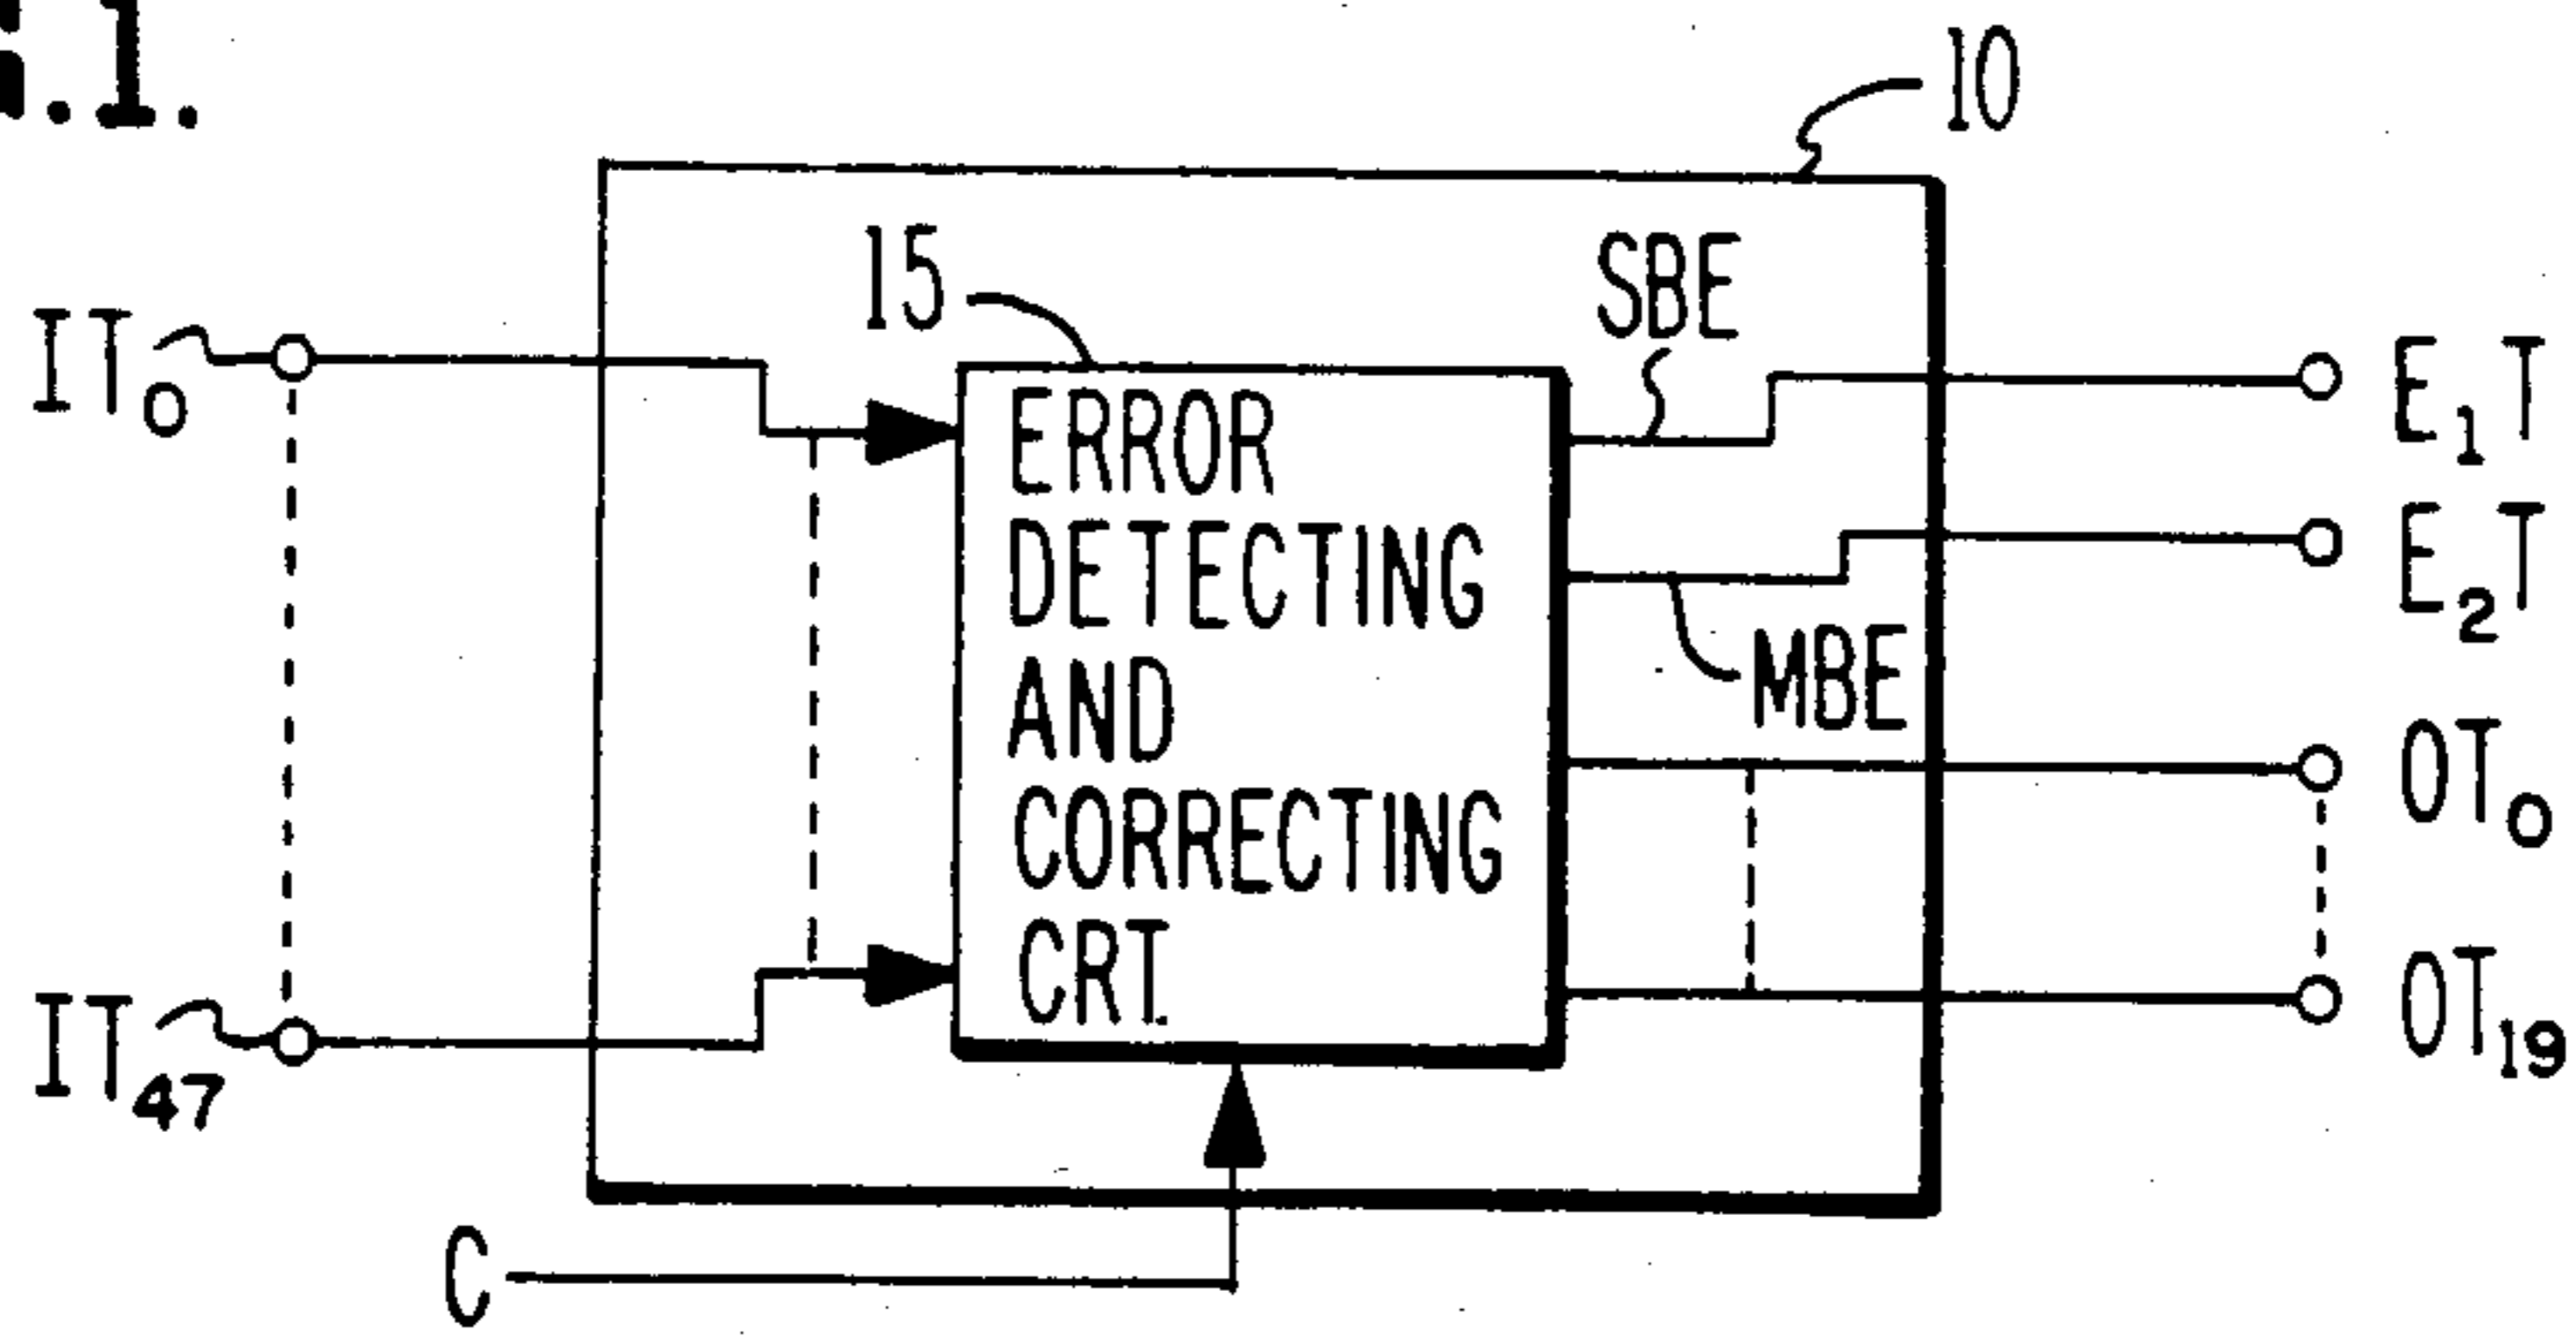 G.1.
10
15
SBE
IT₀
E₁T
ERROR
DETECTING
AND
CORRECTING
CRT.
E₂T
MBE
OT₀
IT₄₇
OT₁₉
C